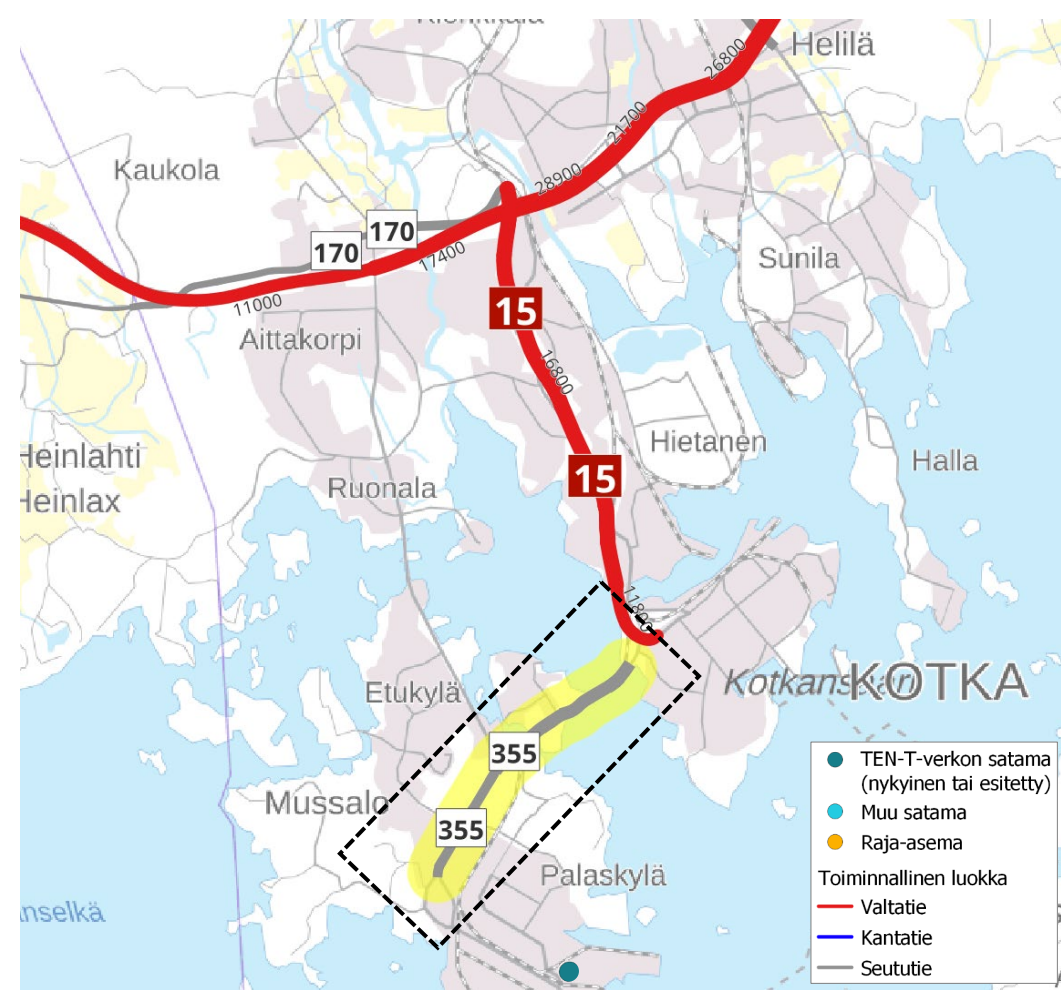 Helilä
26800
21700
Kaukola
28900
170
170
17400
Sunila
11000
15
Aittakorpi
16800
Hietanen
Heinlahti
Halla
15
Ruonala
Heinlax
11800
Etukylä
KOTKA
355
TEN-T-verkon satama
(nykyinen tai esitetty)
Mussalo
Muu satama
355
Raja-asema
Palaskylä
Toiminnallinen luokka
Valtatie
nselkä
Kantatie
Seututie